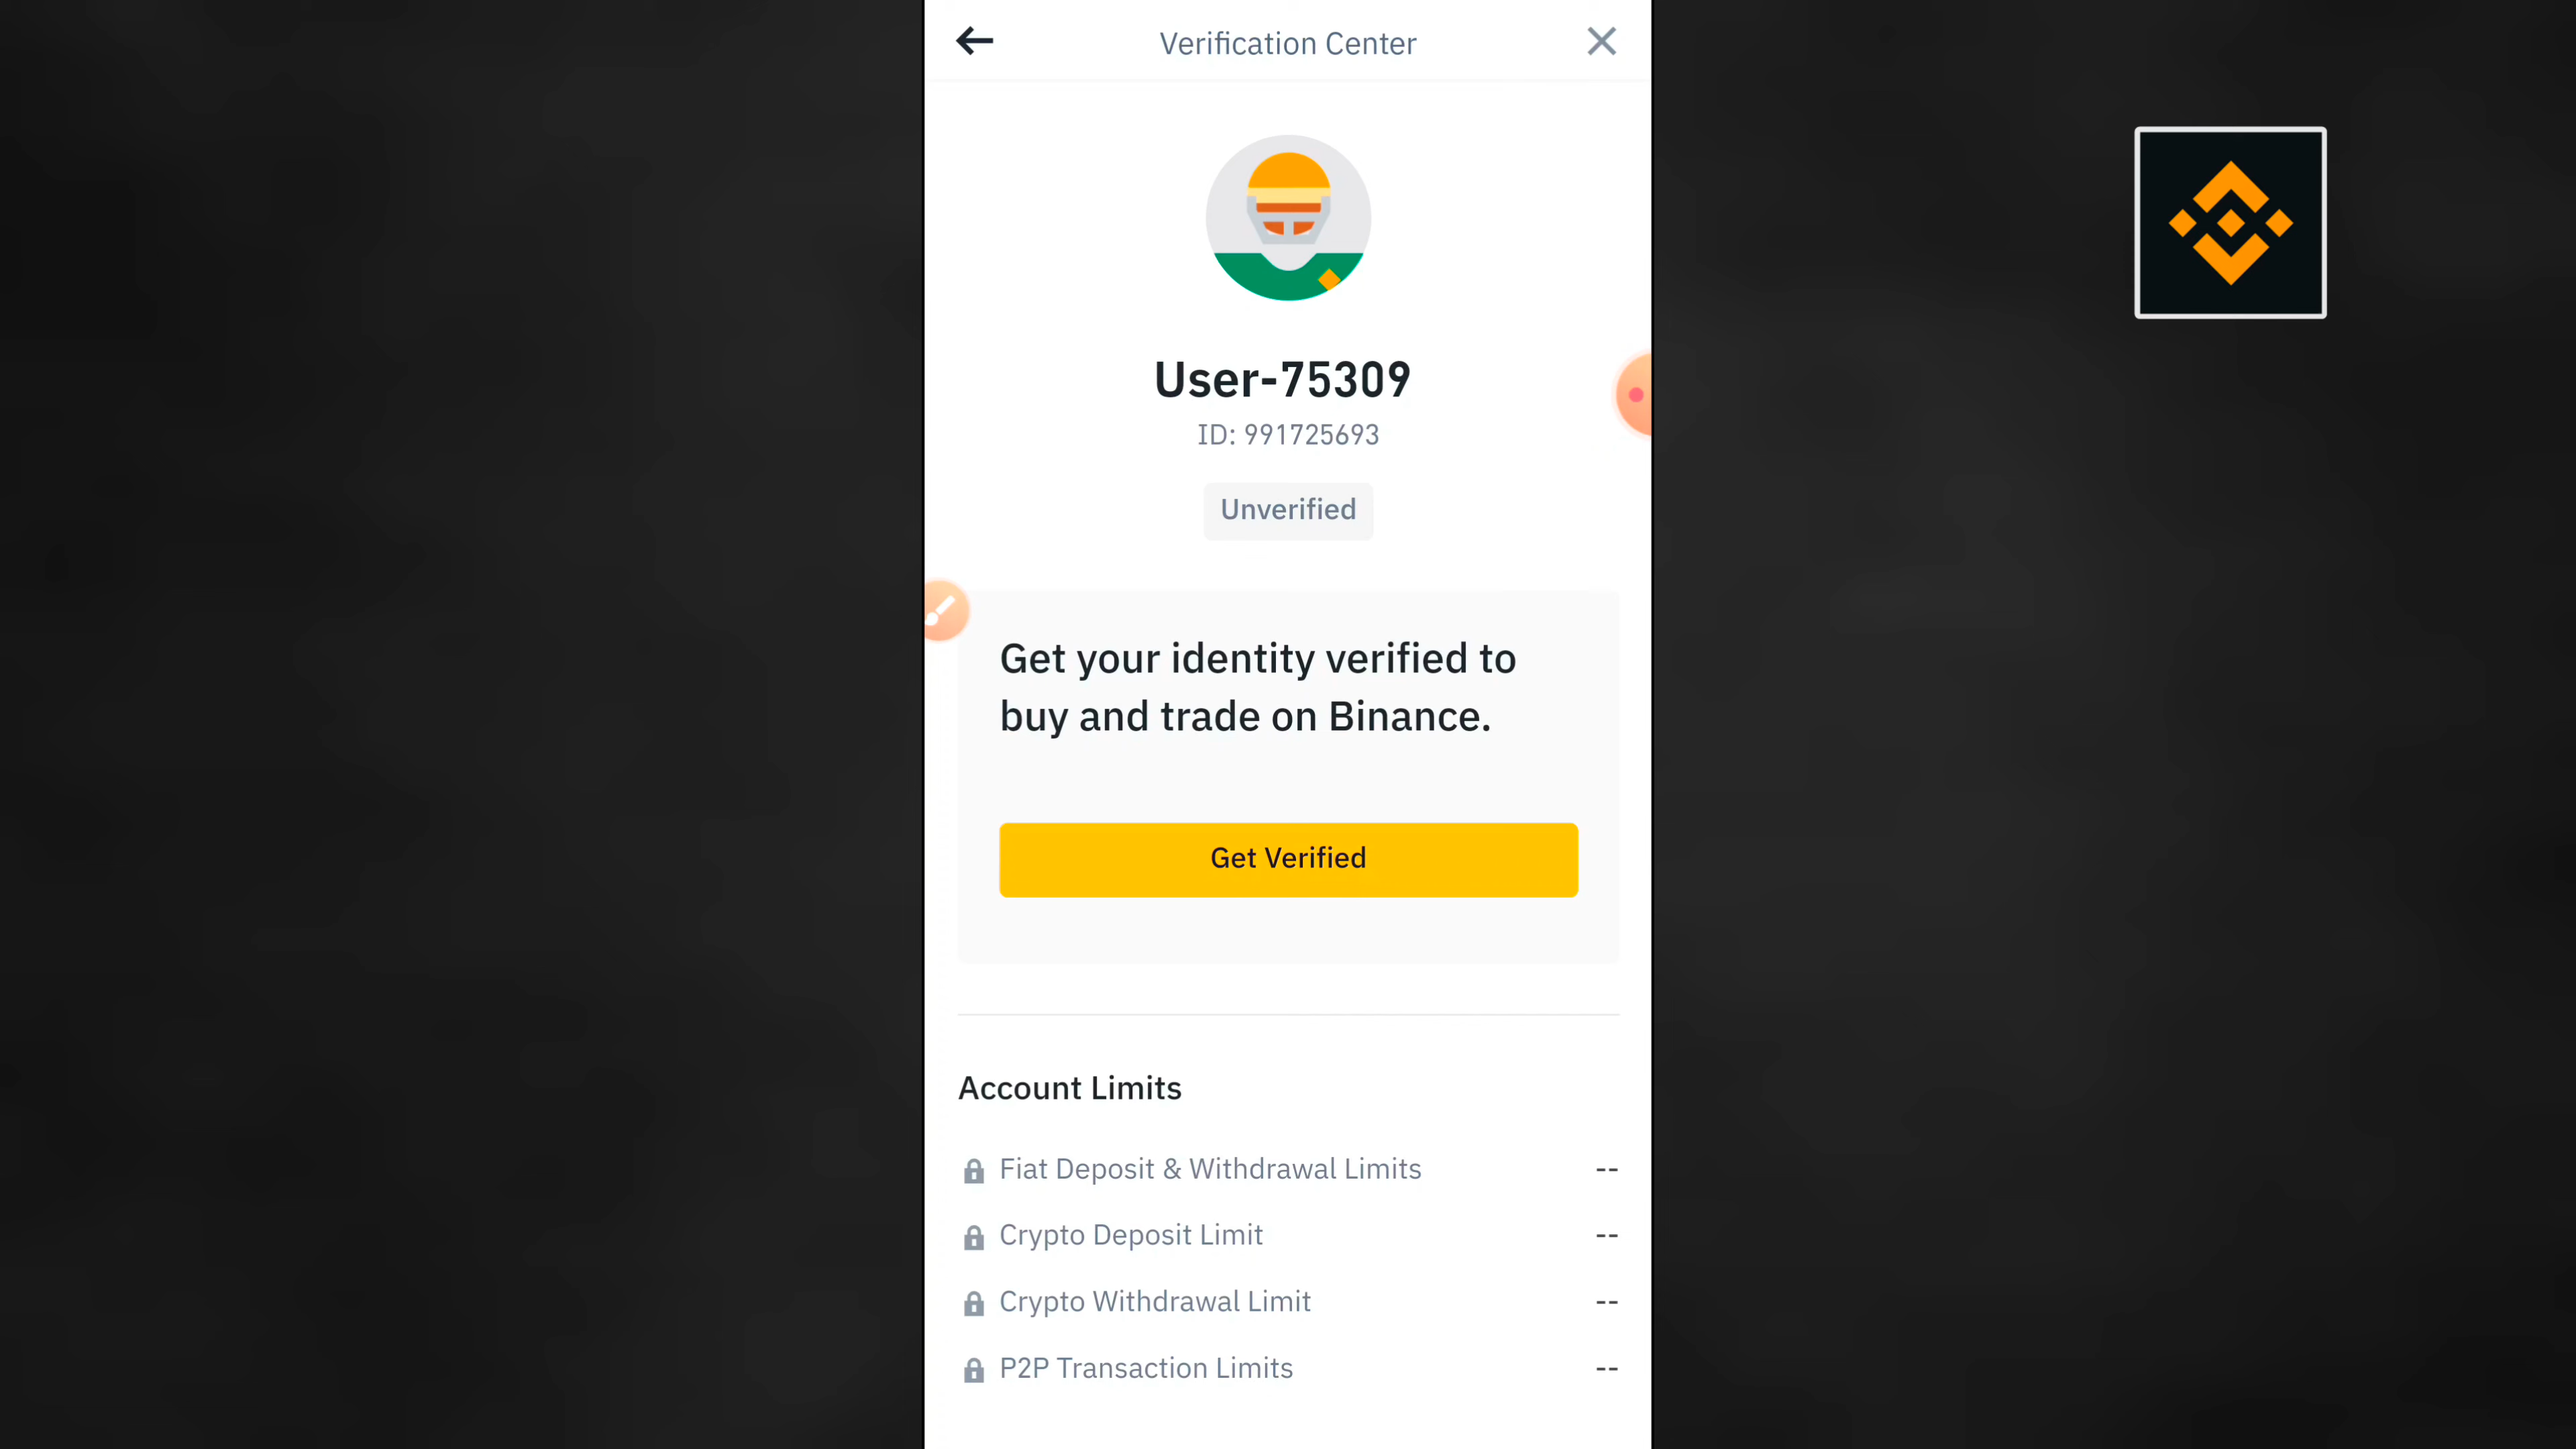 Verification Center
User-75309
ID: 991725693
Unverified
Get your identity verified to
buy and trade on Binance.
Get Verified
Account Limits
Fiat Deposit & Withdrawal Limits --
Crypto Deposit Limit --
Crypto Withdrawal Limit --
P2P Transaction Limits --